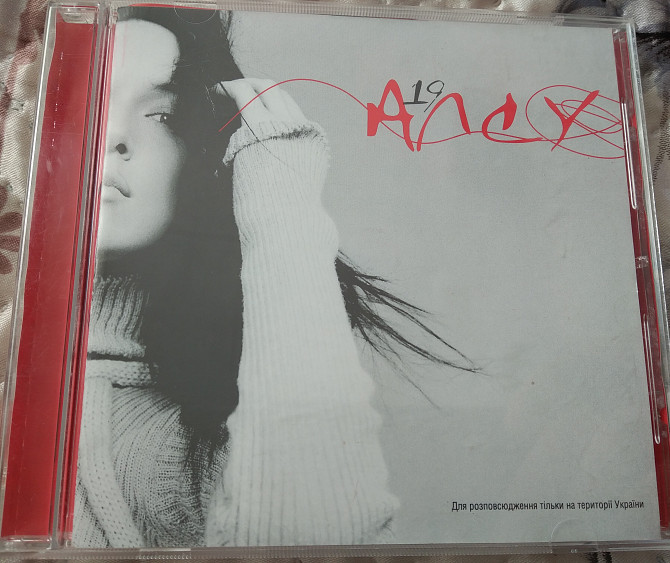 19
АЛСУ
Для розповсюдження тільки на території України